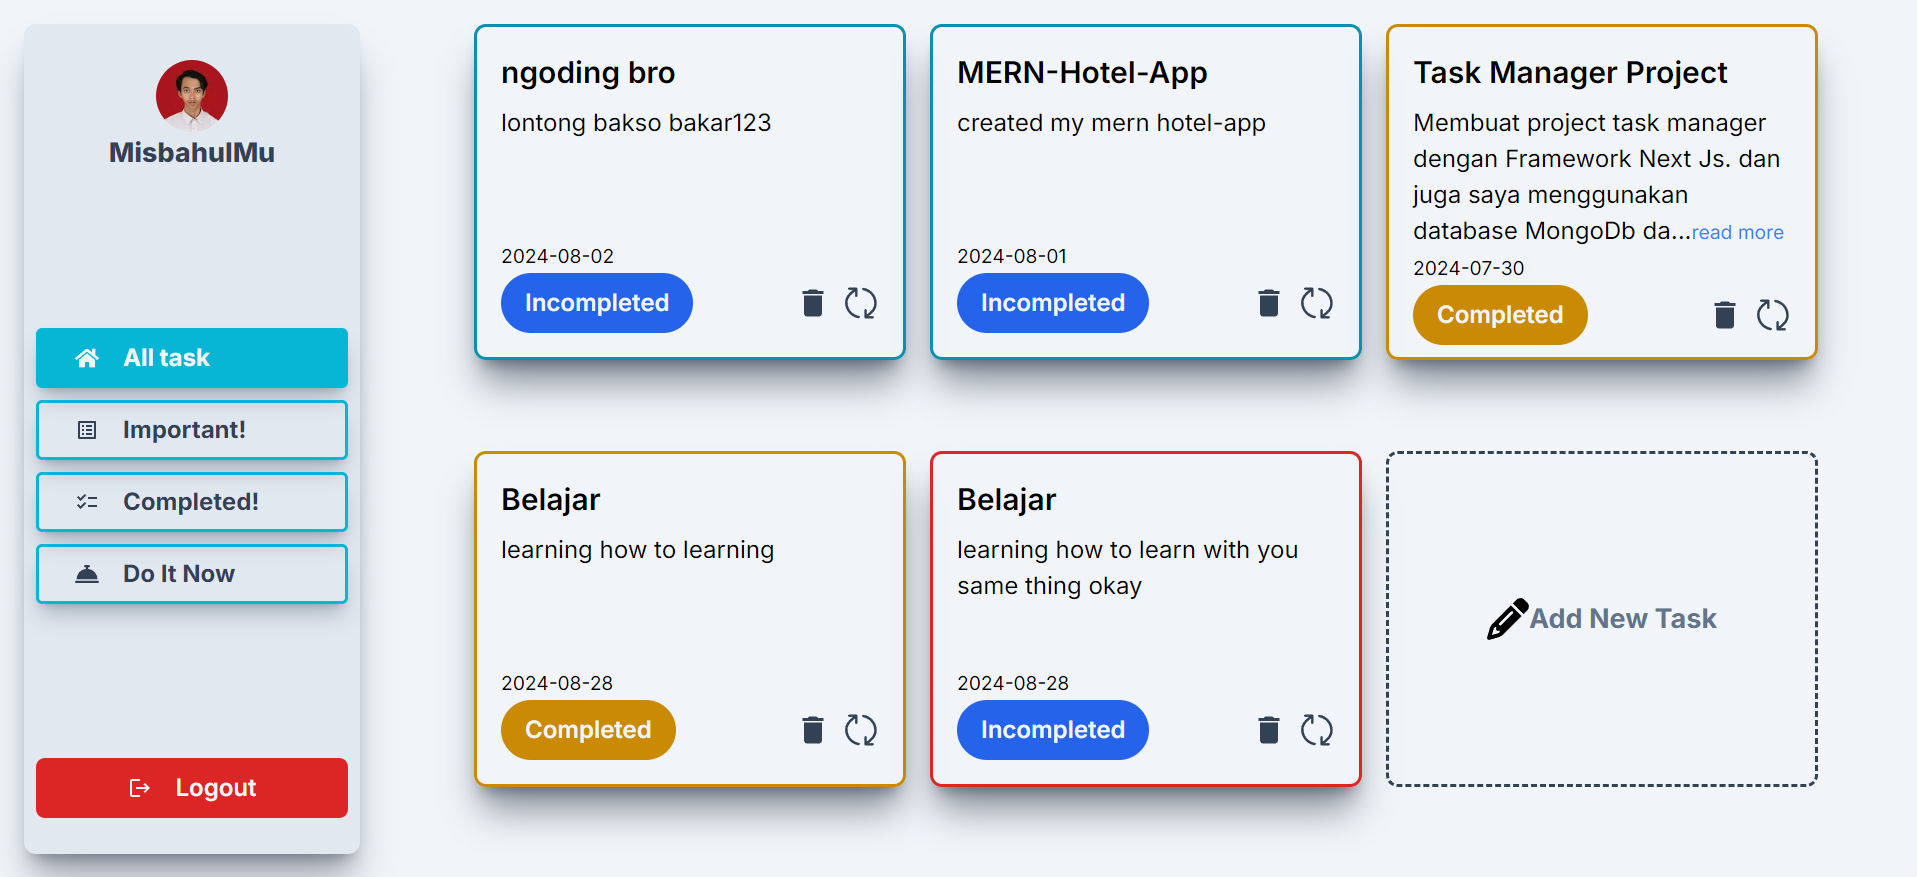 MisbahulMu
All task
Important!
Completed!
Do It Now
Logout
ngoding bro
lontong bakso bakar123
2024-08-02
Incompleted
MERN-Hotel-App
created my mern hotel-app
2024-08-01
Incompleted
Task Manager Project
Membuat project task manager
dengan Framework Next Js. dan
juga saya menggunakan
database MongoDb da...read more
2024-07-30
Completed
Belajar
learning how to learning
2024-08-28
Completed
Belajar
learning how to learn with you
same thing okay
2024-08-28
Incompleted
Add New Task